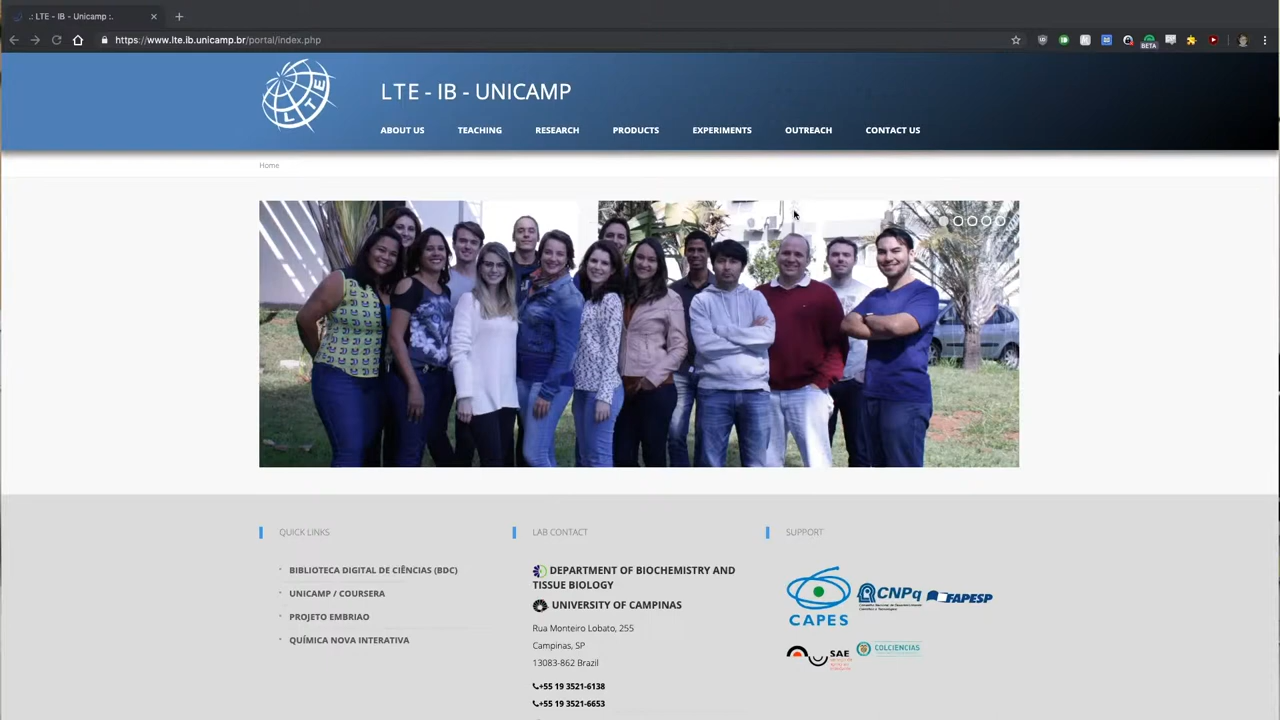 .: LTE - IB - Unicamp :.
https://www.lte.ib.unicamp.br/portal/index.php
BETA
LTE
LTE - IB - UNICAMP
ABOUT US TEACHING RESEARCH PRODUCTS EXPERIMENTS OUTREACH CONTACT US
Home
QUICK LINKS
BIBLIOTECA DIGITAL DE CIÊNCIAS (BDC)
UNICAMP / COURSERA
PROJETO EMBRIAO
QUÍMICA NOVA INTERATIVA
LAB CONTACT
DEPARTMENT OF BIOCHEMISTRY AND
TISSUE BIOLOGY
UNIVERSITY OF CAMPINAS
Rua Monteiro Lobato, 255
Campinas, SP
13083-862 Brazil
+55 19 3521-6138
+55 19 3521-6653
SUPPORT
CAPES
CNPq
FAPESP
SAE
COLCIENCIAS